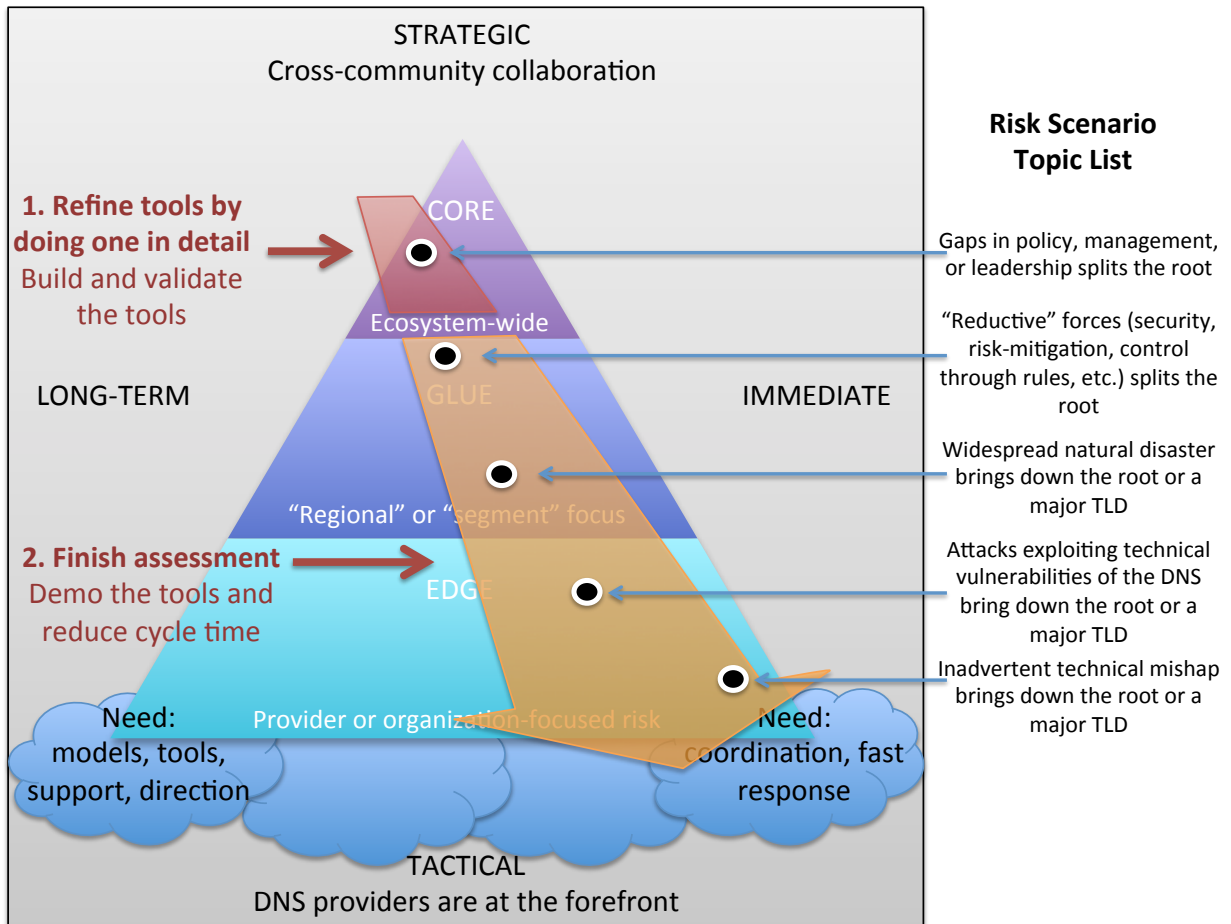 STRATEGIC
Cross-community collaboration
Risk Scenario
Topic List
1. Refine tools by
doing one in detail
Build and validate
the tools
CORE
Ecosystem-wide
Gaps in policy, management,
or leadership splits the root
“Reductive” forces (security,
risk-mitigation, control
through rules, etc.) splits the
root
LONG-TERM
GLUE
IMMEDIATE
“Regional” or “segment” focus
Widespread natural disaster
brings down the root or a
major TLD
2. Finish assessment
Demo the tools and
reduce cycle time
EDGE
Attacks exploiting technical
vulnerabilities of the DNS
bring down the root or a
major TLD
Inadvertent technical mishap
brings down the root or a
major TLD
Provider or organization-focused risk
Need:
models, tools,
support, direction
Need:
coordination, fast
response
TACTICAL
DNS providers are at the forefront